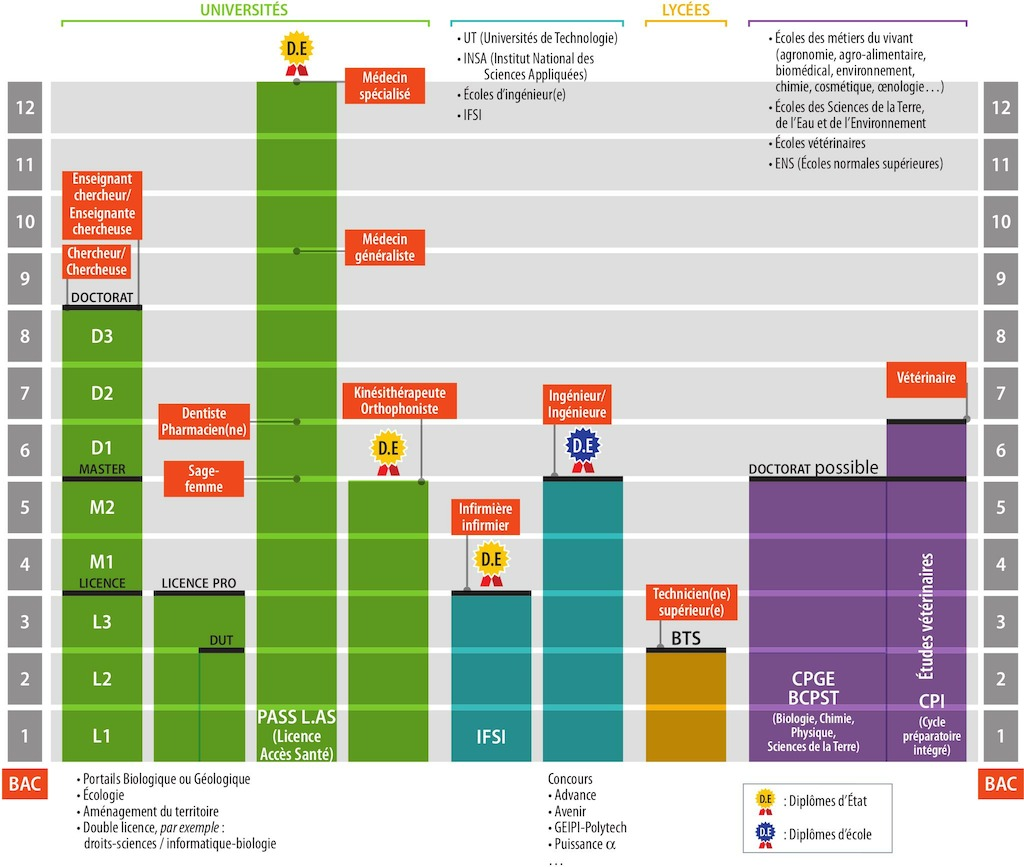 UNIVERSITÉS
LYCÉES
• UT (Universités de Technologie)
• INSA (Institut National des
Sciences Appliquées)
• Écoles d'ingénieur(e)
• IFSI
• Écoles des métiers du vivant
(agronomie, agro-alimentaire,
biomédical, environnement,
chimie, cosmétique, œnologie…)
• Écoles des Sciences de la Terre,
de l'Eau et de l'Environnement
• Écoles vétérinaires
• ENS (Écoles normales supérieures)
D.E
Médecin
spécialisé
12
12
11
11
Enseignant
chercheur/
Enseignante
chercheuse
10
10
Médecin
généraliste
Chercheur/
Chercheuse
9
9
DOCTORAT
8
D3
8
7
D2
Dentiste
Pharmacien(ne)
Kinésithérapeute
Orthophoniste
Ingénieur/
Ingénieure
Vétérinaire
7
6
D1
D.E
D.E
6
MASTER
Sage-
femme
DOCTORAT possible
5
M2
Infirmière
infirmier
5
4
M1
D.E
4
LICENCE
LICENCE PRO
Technicien(ne)
supérieur(e)
3
L3
DUT
BTS
3
Études vétérinaires
2
L2
CPGE
BCPST
(Biologie, Chimie,
Physique,
Sciences de la Terre)
CPI
(Cycle
préparatoire
intégré)
2
1
L1
PASS L.AS
(Licence
Accès Santé)
IFSI
1
BAC
BAC
• Portails Biologique ou Géologique
• Écologie
• Aménagement du territoire
• Double licence, par exemple :
droits-sciences / informatique-biologie
Concours
• Advance
• Avenir
• GEIPI-Polytech
• Puissance α
…
D.E : Diplômes d'État
D.E : Diplômes d'école